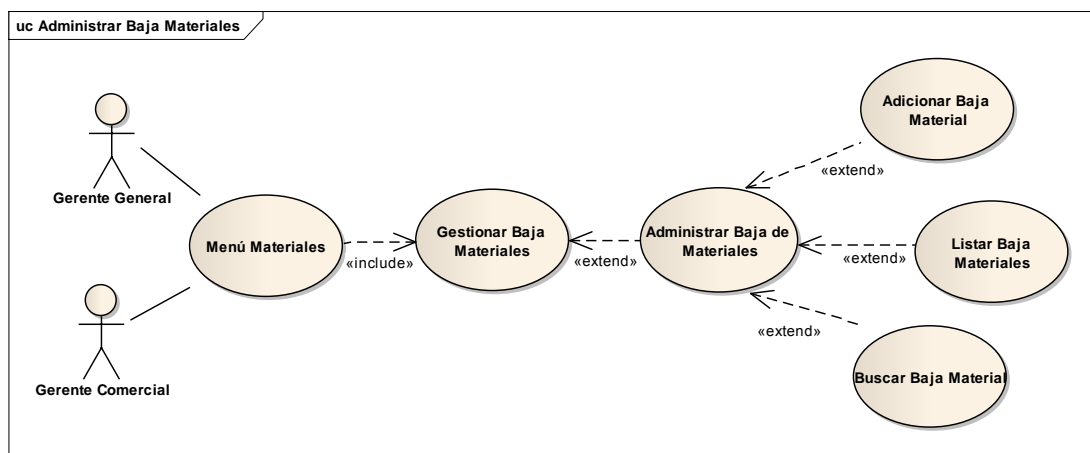 uc Administrar Baja Materiales
Gerente General
Gerente Comercial
Menú Materiales
«include»
Gestionar Baja
Materiales
«extend»
Administrar Baja de
Materiales
«extend»
Adicionar Baja
Material
«extend»
Listar Baja
Materiales
«extend»
Buscar Baja Material